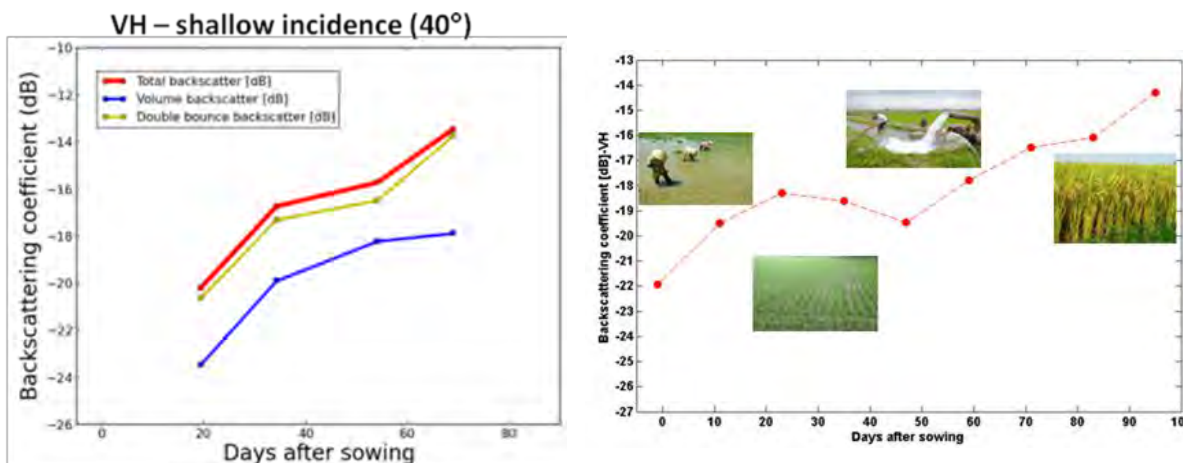 VH – shallow incidence (40°)
Backscattering coefficient (dB)
−10
−12
−14
−16
−18
−20
−22
−24
−26
Total backscatter [dB]
Volume backscatter [dB]
Double bounce backscatter [dB]
0 20 40 60 80
Days after sowing
Backscattering coefficient [dB]-VH
-13
-14
-15
-16
-17
-18
-19
-20
-21
-22
-23
-24
-25
-26
-27
0 10 20 30 40 50 60 70 80 90 10
Days after sowing